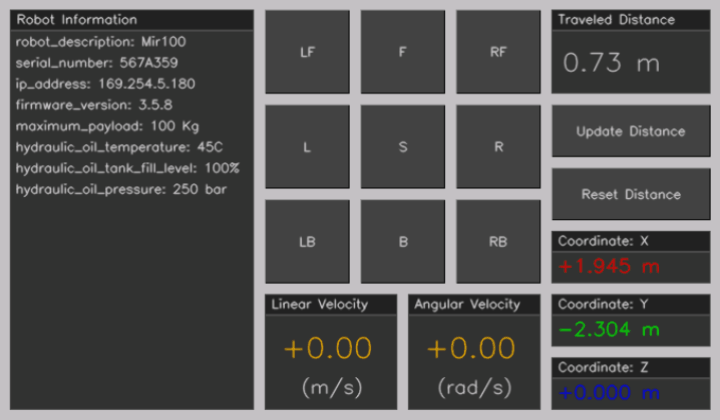 Robot Information
robot_description: Mir100
serial_number: 567A359
ip_address: 169.254.5.180
firmware_version: 3.5.8
maximum_payload: 100 Kg
hydraulic_oil_temperature: 45C
hydraulic_oil_tank_fill_level: 100%
hydraulic_oil_pressure: 250 bar
LF F RF
L S R
LB B RB
Linear Velocity
+0.00
(m/s)
Angular Velocity
+0.00
(rad/s)
Traveled Distance
0.73 m
Update Distance
Reset Distance
Coordinate: X
+1.945 m
Coordinate: Y
-2.304 m
Coordinate: Z
+0.000 m